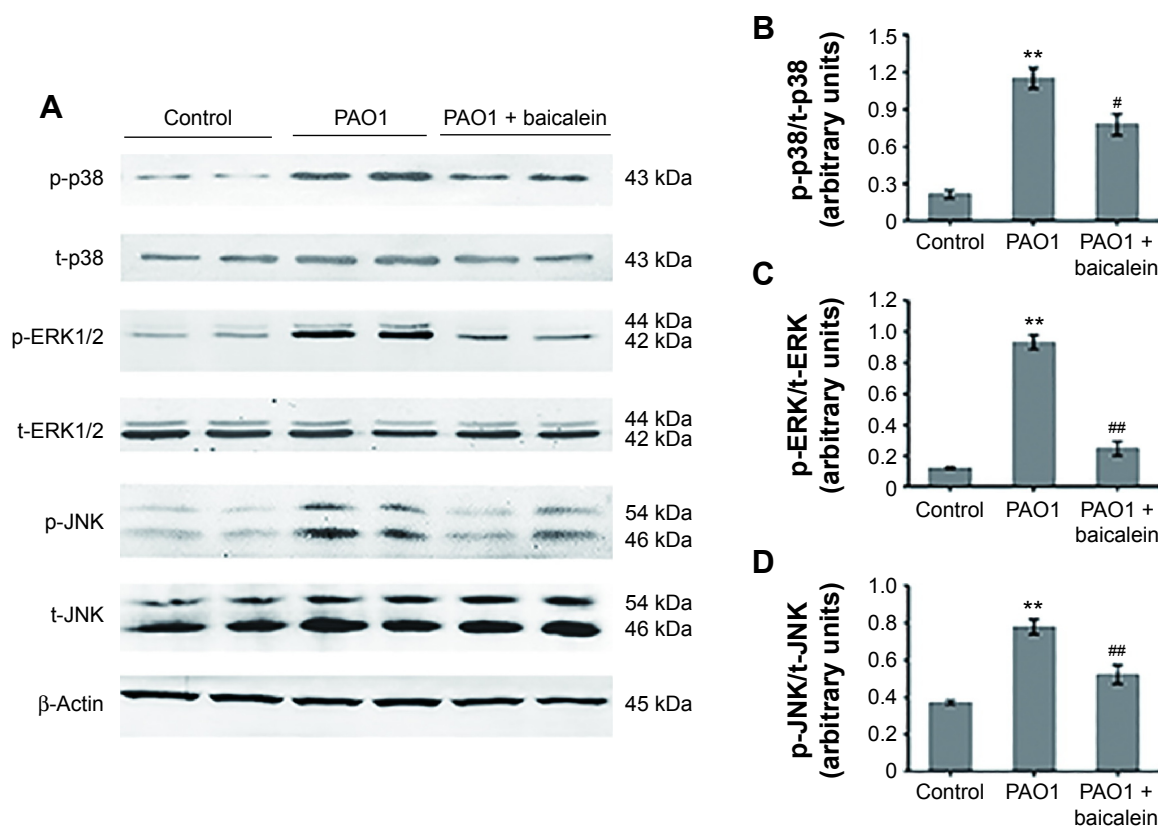 A
Control PAO1 PAO1 + baicalein
p-p38 43 kDa
t-p38 43 kDa
p-ERK1/2 44 kDa
42 kDa
t-ERK1/2 44 kDa
42 kDa
p-JNK 54 kDa
46 kDa
t-JNK 54 kDa
46 kDa
β-Actin 45 kDa
B
p-p38/t-p38
(arbitrary units)
1.5
1.2
0.9
0.6
0.3
0
**
#
Control PAO1 PAO1 +
baicalein
C
p-ERK/t-ERK
(arbitrary units)
1.2
1.0
0.8
0.6
0.4
0.2
0
**
##
Control PAO1 PAO1 +
baicalein
D
p-JNK/t-JNK
(arbitrary units)
1.0
0.8
0.6
0.4
0.2
0
**
##
Control PAO1 PAO1 +
baicalein